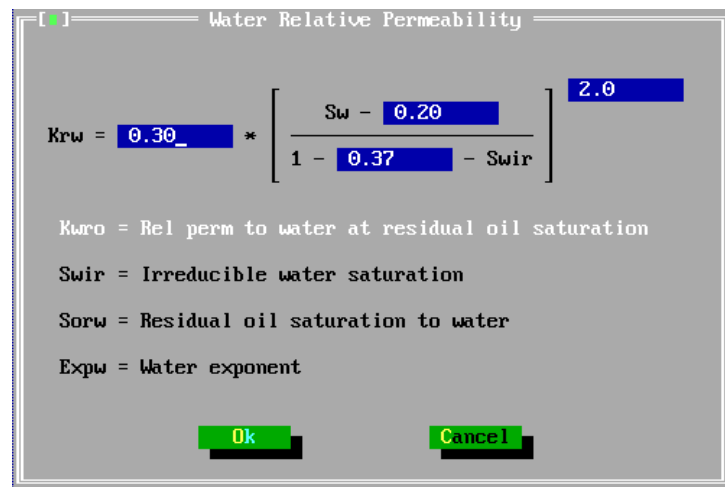 [■] Water Relative Permeability
2.0
Sw - 0.20
Krw = 0.30_ *
1 - 0.37 - Swir
Kwro = Rel perm to water at residual oil saturation
Swir = Irreducible water saturation
Sorw = Residual oil saturation to water
Expw = Water exponent
Ok Cancel